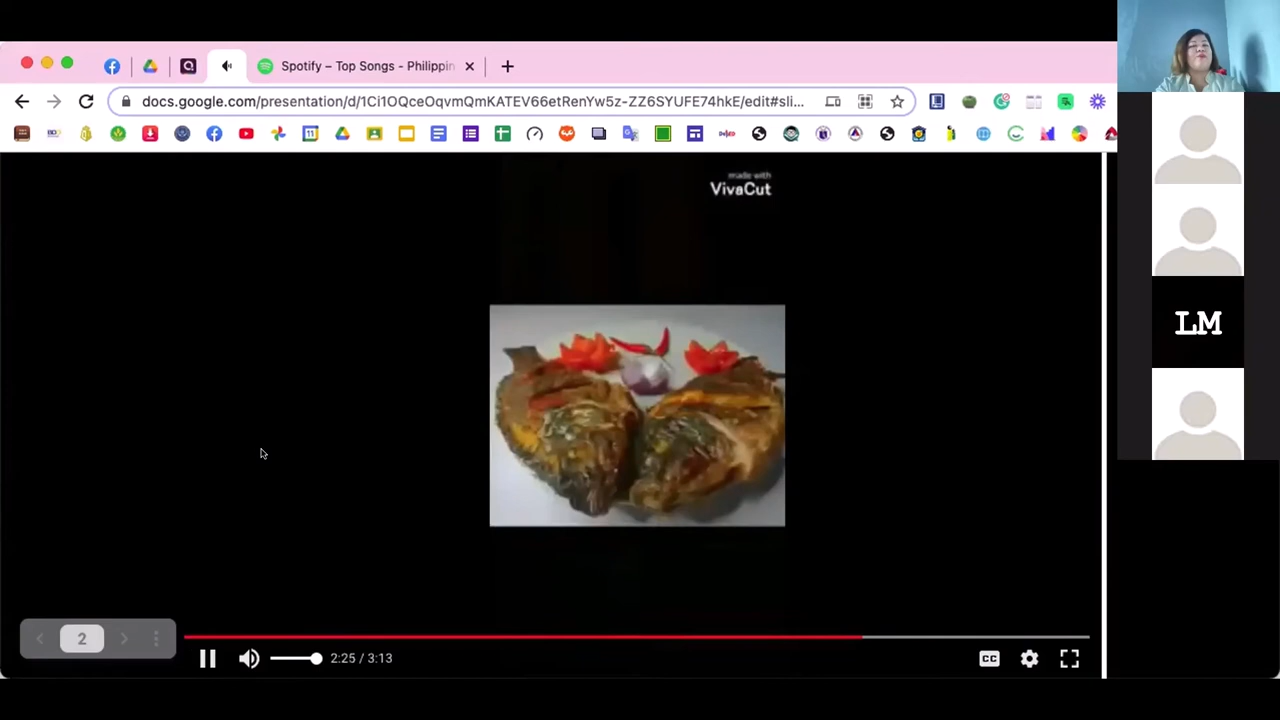 Spotify – Top Songs - Philippin
docs.google.com/presentation/d/1Ci1OQceOqvmQmKATEV66etRenYw5z-ZZ6SYUFE74hkE/edit#sli...
made with
VivaCut
LM
2
2:25 / 3:13
CC